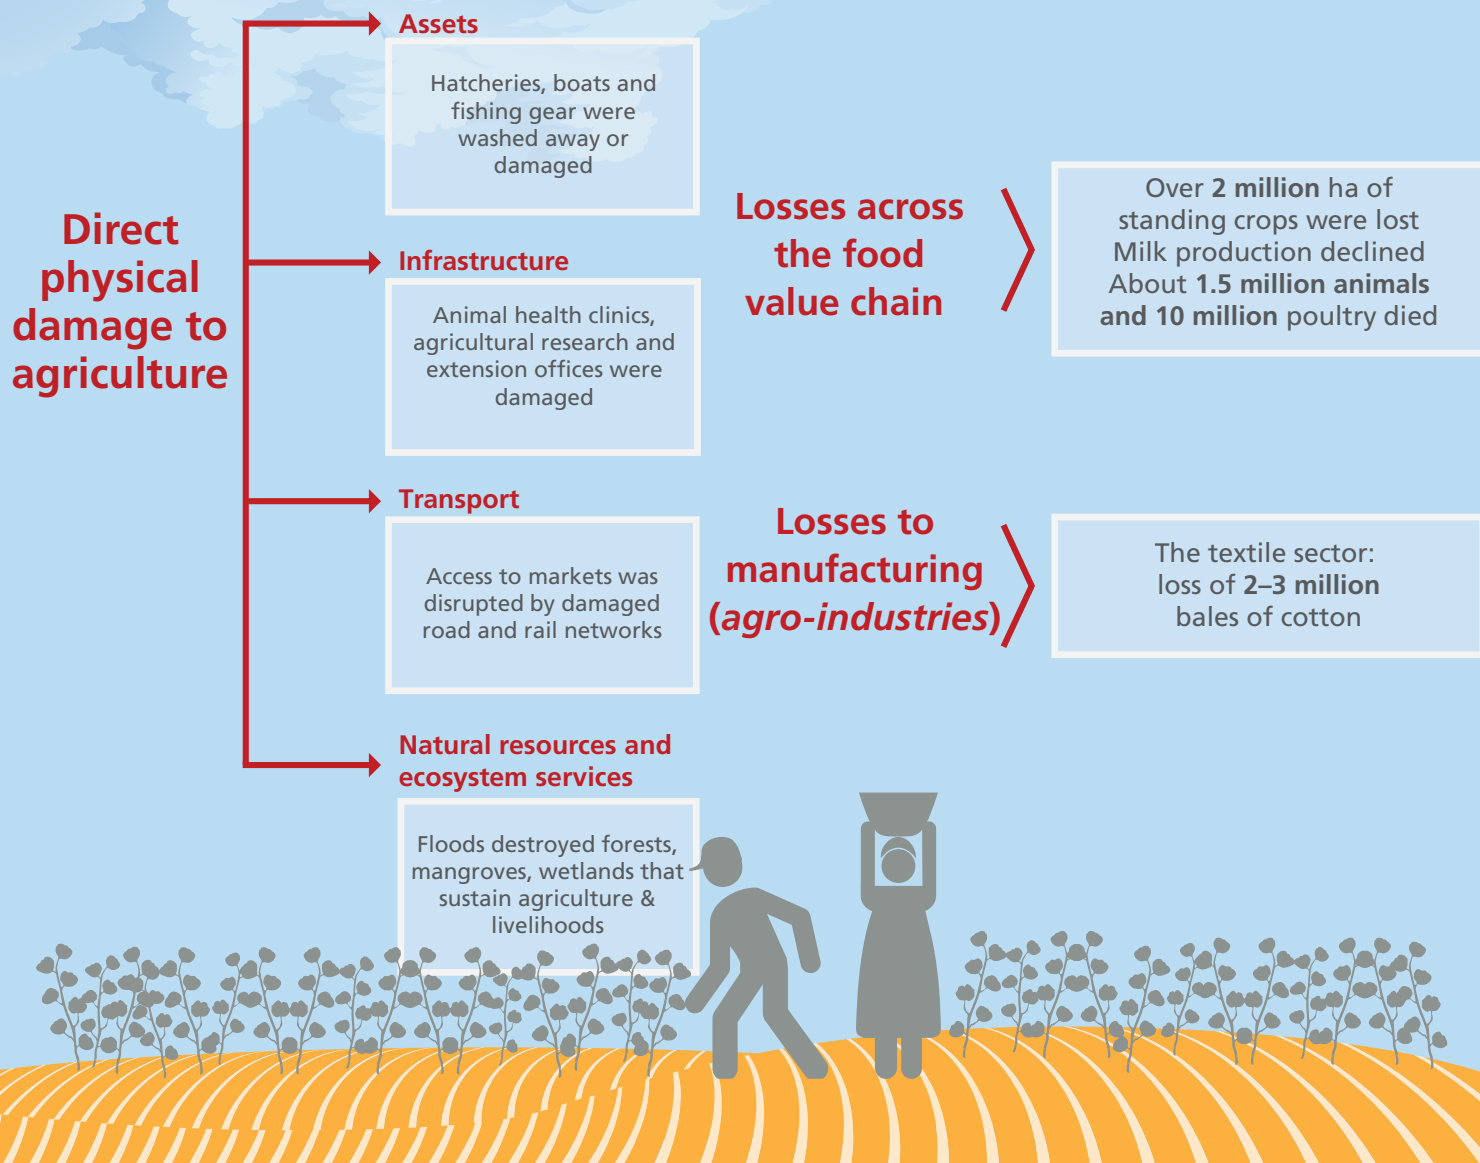 Direct
physical
damage to
agriculture
Assets
Hatcheries, boats and
fishing gear were
washed away or
damaged
Infrastructure
Animal health clinics,
agricultural research and
extension offices were
damaged
Transport
Access to markets was
disrupted by damaged
road and rail networks
Natural resources and
ecosystem services
Floods destroyed forests,
mangroves, wetlands that
sustain agriculture &
livelihoods
Losses across
the food
value chain
Over 2 million ha of
standing crops were lost
Milk production declined
About 1.5 million animals
and 10 million poultry died
Losses to
manufacturing
(agro-industries)
The textile sector:
loss of 2–3 million
bales of cotton